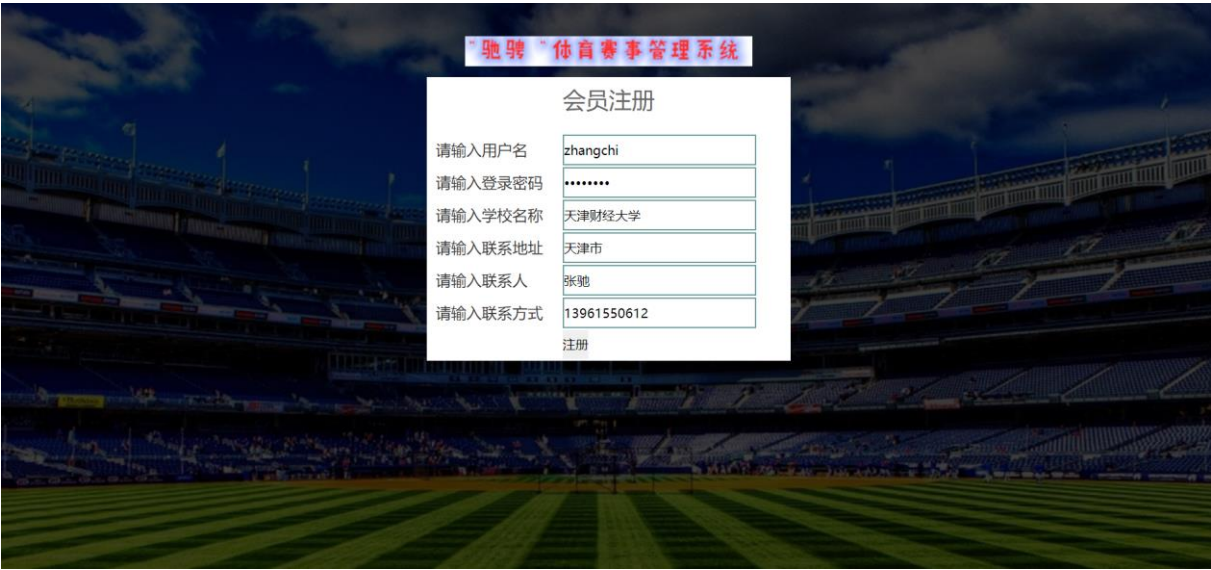 "驰骋"体育赛事管理系统
会员注册
请输入用户名 zhangchi
请输入登录密码 ••••••••
请输入学校名称 天津财经大学
请输入联系地址 天津市
请输入联系人 张驰
请输入联系方式 13961550612
注册